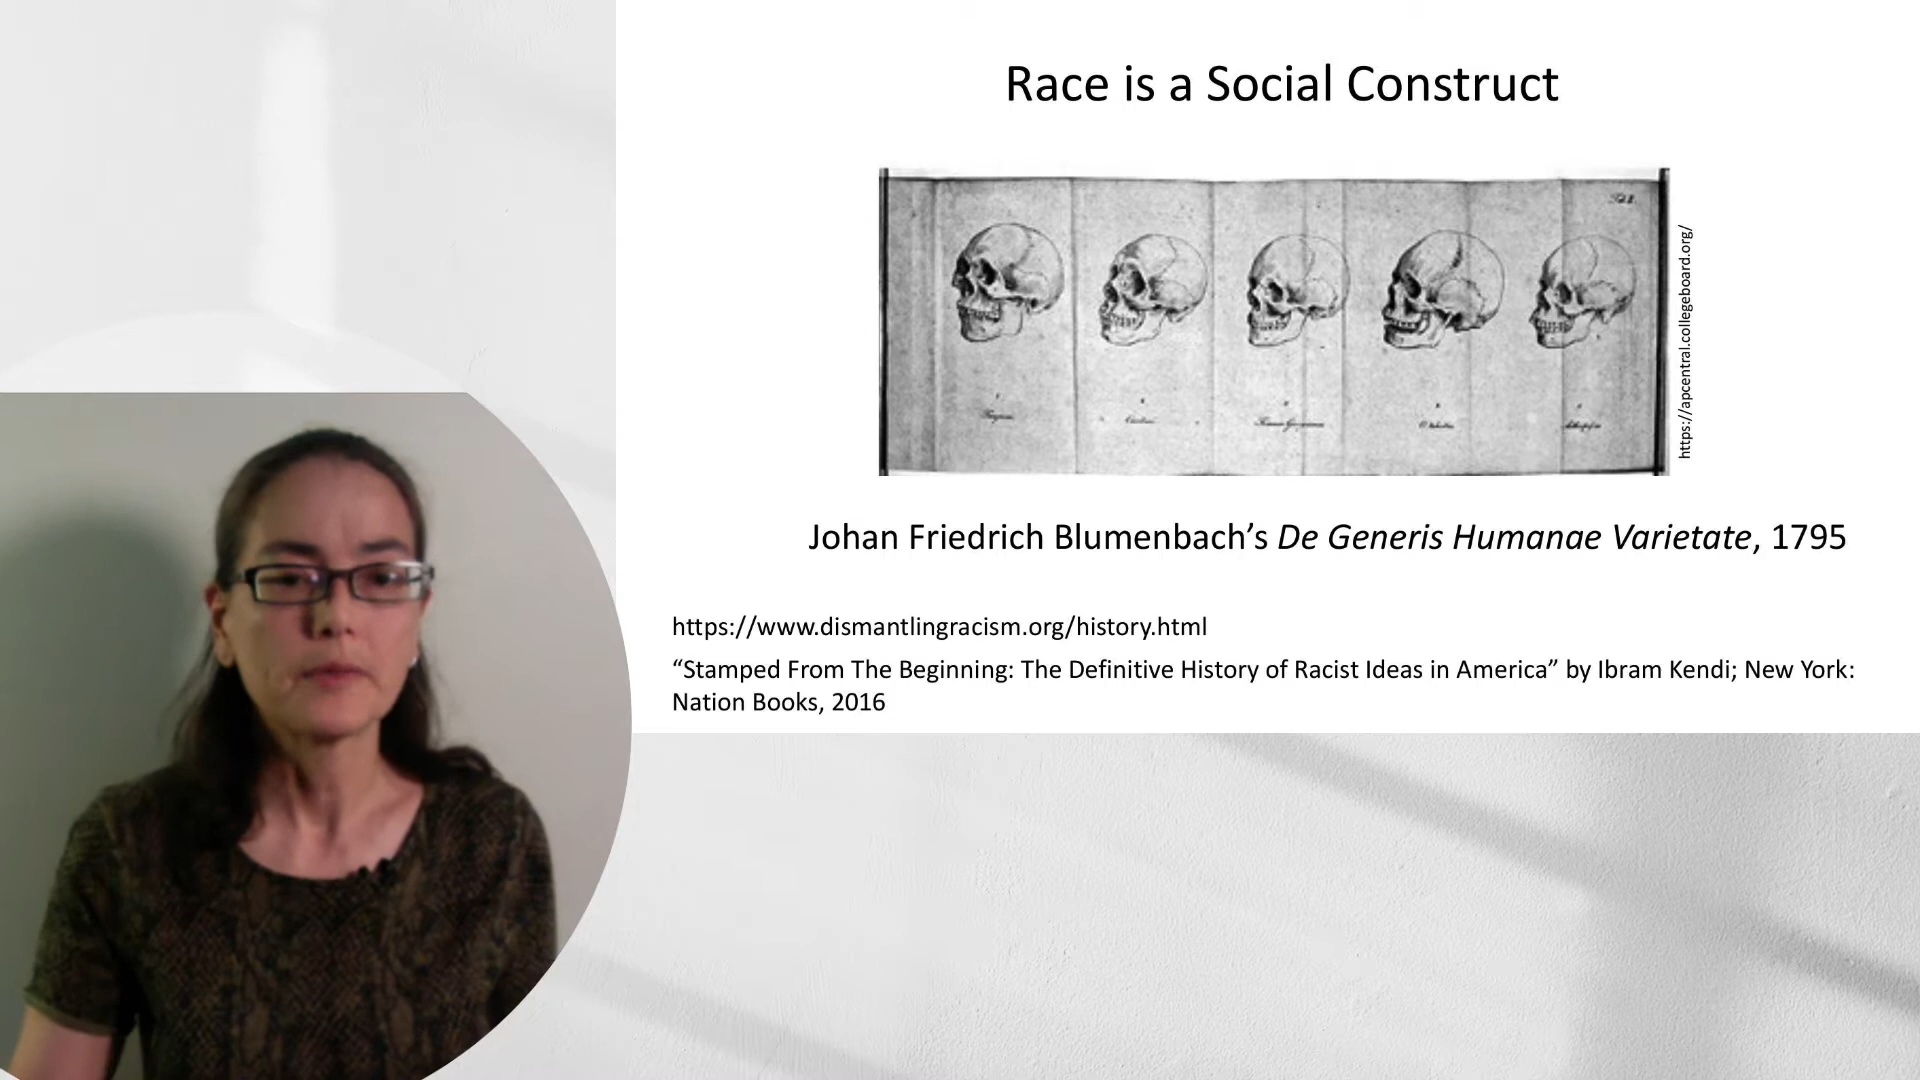 Race is a Social Construct
https://apcentral.collegeboard.org/
Johan Friedrich Blumenbach’s De Generis Humanae Varietate, 1795
https://www.dismantlingracism.org/history.html
“Stamped From The Beginning: The Definitive History of Racist Ideas in America” by Ibram Kendi; New York:
Nation Books, 2016